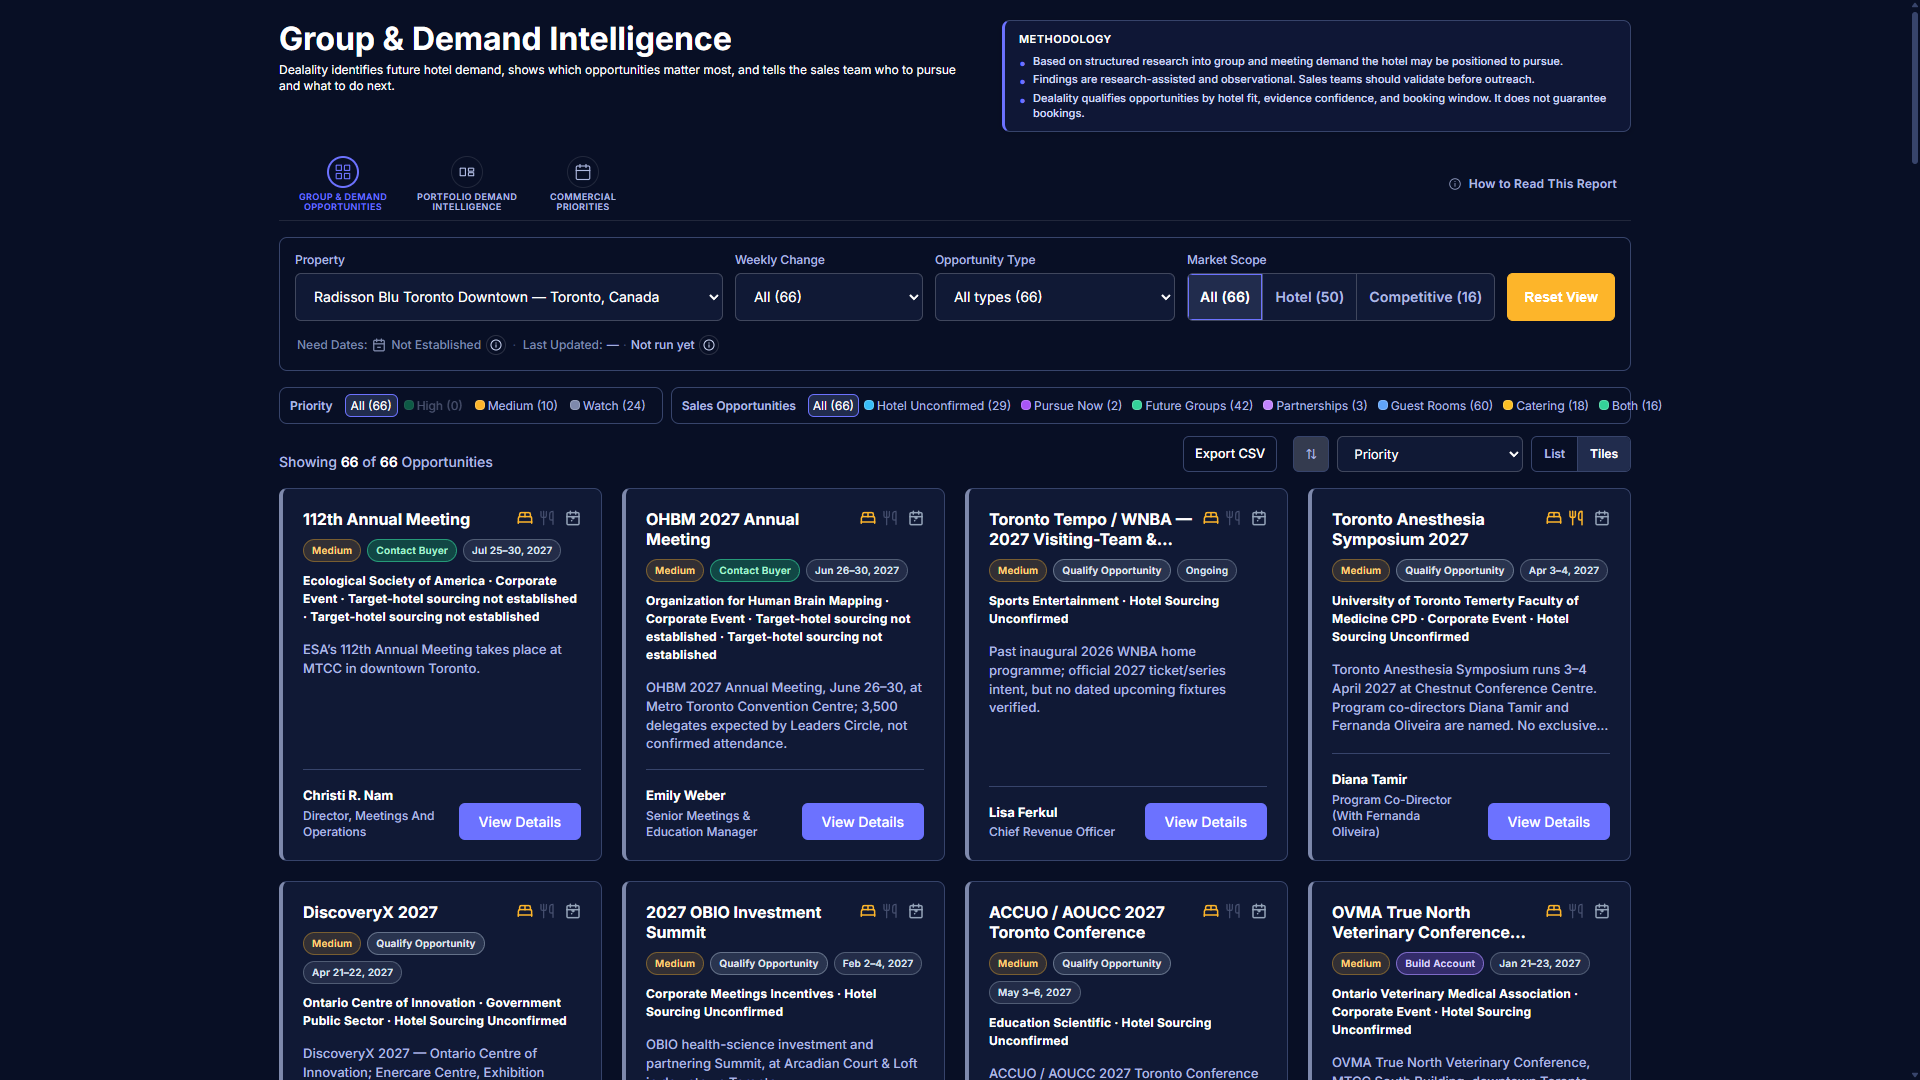 Group & Demand Intelligence
Dealality identifies future hotel demand, shows which opportunities matter most, and tells the sales team who to pursue
and what to do next.
METHODOLOGY
Based on structured research into group and meeting demand the hotel may be positioned to pursue.
Findings are research-assisted and observational. Sales teams should validate before outreach.
Dealality qualifies opportunities by hotel fit, evidence confidence, and booking window. It does not guarantee
bookings.
GROUP & DEMAND
OPPORTUNITIES
PORTFOLIO DEMAND
INTELLIGENCE
COMMERCIAL
PRIORITIES
How to Read This Report
Property
Radisson Blu Toronto Downtown — Toronto, Canada
Weekly Change
All (66)
Opportunity Type
All types (66)
Market Scope
All (66)
Hotel (50)
Competitive (16)
Reset View
Need Dates: Not Established · Last Updated: — · Not run yet
Priority All (66) High (0) Medium (10) Watch (24)
Sales Opportunities All (66) Hotel Unconfirmed (29) Pursue Now (2) Future Groups (42) Partnerships (3) Guest Rooms (60) Catering (18) Both (16)
Showing 66 of 66 Opportunities
Export CSV
Priority
List
Tiles
112th Annual Meeting
Medium
Contact Buyer
Jul 25–30, 2027
Ecological Society of America · Corporate
Event · Target-hotel sourcing not established
· Target-hotel sourcing not established
ESA's 112th Annual Meeting takes place at
MTCC in downtown Toronto.
Christi R. Nam
Director, Meetings And
Operations
View Details
OHBM 2027 Annual
Meeting
Medium
Contact Buyer
Jun 26–30, 2027
Organization for Human Brain Mapping ·
Corporate Event · Target-hotel sourcing not
established · Target-hotel sourcing not
established
OHBM 2027 Annual Meeting, June 26–30, at
Metro Toronto Convention Centre; 3,500
delegates expected by Leaders Circle, not
confirmed attendance.
Emily Weber
Senior Meetings &
Education Manager
View Details
Toronto Tempo / WNBA —
2027 Visiting-Team &...
Medium
Qualify Opportunity
Ongoing
Sports Entertainment · Hotel Sourcing
Unconfirmed
Past inaugural 2026 WNBA home
programme; official 2027 ticket/series
intent, but no dated upcoming fixtures
verified.
Lisa Ferkul
Chief Revenue Officer
View Details
Toronto Anesthesia
Symposium 2027
Medium
Qualify Opportunity
Apr 3–4, 2027
University of Toronto Temerty Faculty of
Medicine CPD · Corporate Event · Hotel
Sourcing Unconfirmed
Toronto Anesthesia Symposium runs 3–4
April 2027 at Chestnut Conference Centre.
Program co-directors Diana Tamir and
Fernanda Oliveira are named. No exclusive...
Diana Tamir
Program Co-Director
(With Fernanda
Oliveira)
View Details
DiscoveryX 2027
Medium
Qualify Opportunity
Apr 21–22, 2027
Ontario Centre of Innovation · Government
Public Sector · Hotel Sourcing Unconfirmed
DiscoveryX 2027 — Ontario Centre of
Innovation; Enercare Centre, Exhibition
2027 OBIO Investment
Summit
Medium
Qualify Opportunity
Feb 2–4, 2027
Corporate Meetings Incentives · Hotel
Sourcing Unconfirmed
OBIO health-science investment and
partnering Summit, at Arcadian Court & Loft
ACCUO / AOUCC 2027
Toronto Conference
Medium
Qualify Opportunity
May 3–6, 2027
Education Scientific · Hotel Sourcing
Unconfirmed
ACCUO / AOUCC 2027 Toronto Conference
OVMA True North
Veterinary Conference...
Medium
Build Account
Jan 21–23, 2027
Ontario Veterinary Medical Association ·
Corporate Event · Hotel Sourcing
Unconfirmed
OVMA True North Veterinary Conference,
MTCC South Building, downtown Toronto